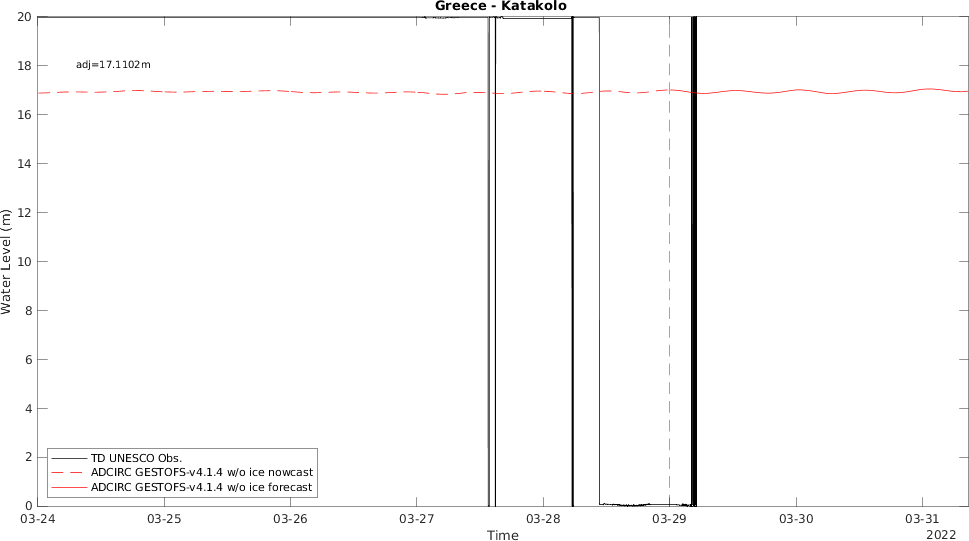 Greece - Katakolo
20
18
16
14
12
10
8
6
4
2
0
Water Level (m)
adj=17.1102m
TD UNESCO Obs.
ADCIRC GESTOFS-v4.1.4 w/o ice nowcast
ADCIRC GESTOFS-v4.1.4 w/o ice forecast
03-24 03-25 03-26 03-27 03-28 03-29 03-30 03-31
Time
2022